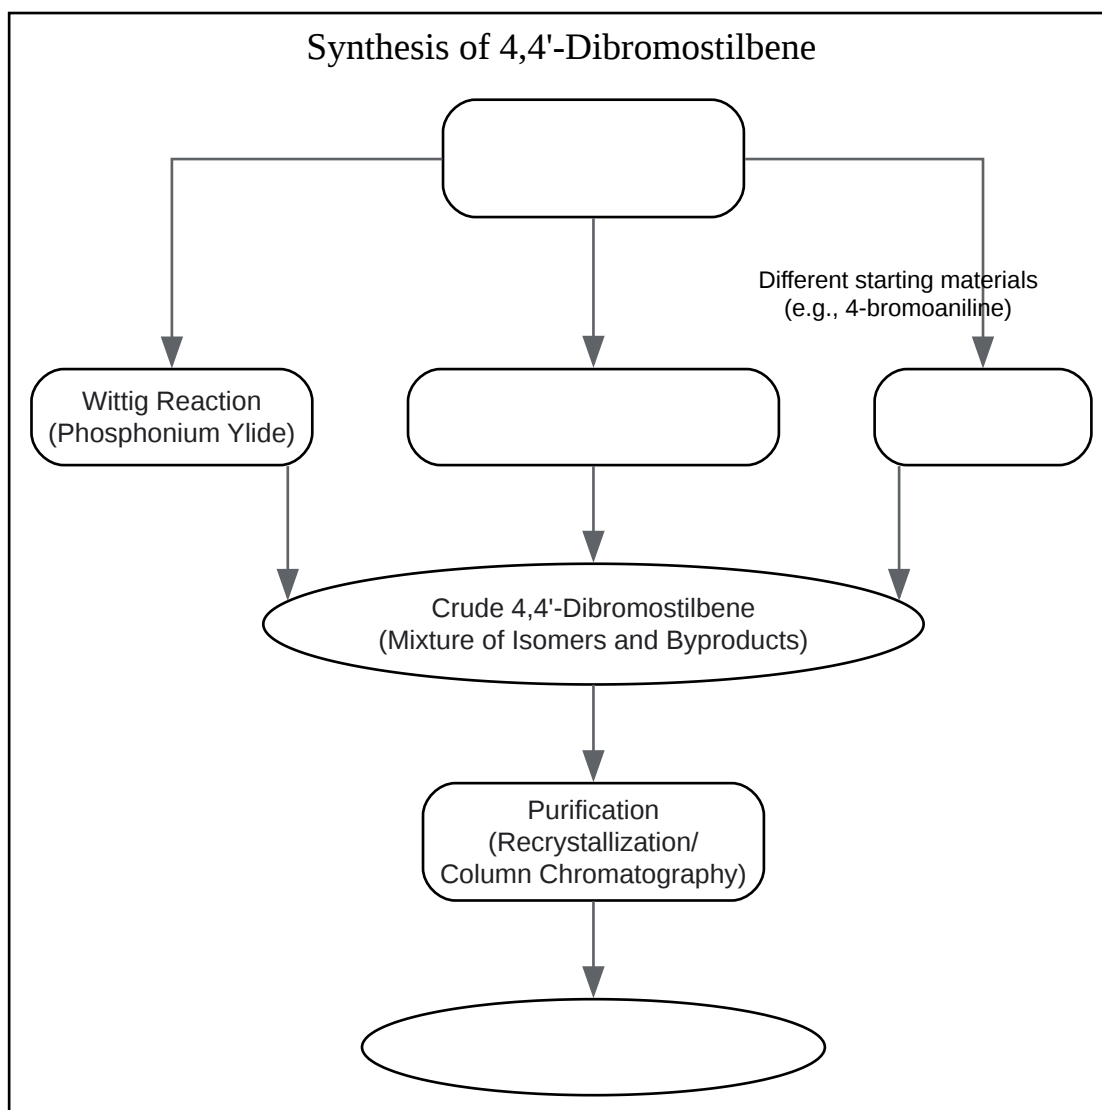 Synthesis of 4,4'-Dibromostilbene
Different starting materials
(e.g., 4-bromoaniline)
Wittig Reaction
(Phosphonium Ylide)
Crude 4,4'-Dibromostilbene
(Mixture of Isomers and Byproducts)
Purification
(Recrystallization/
Column Chromatography)